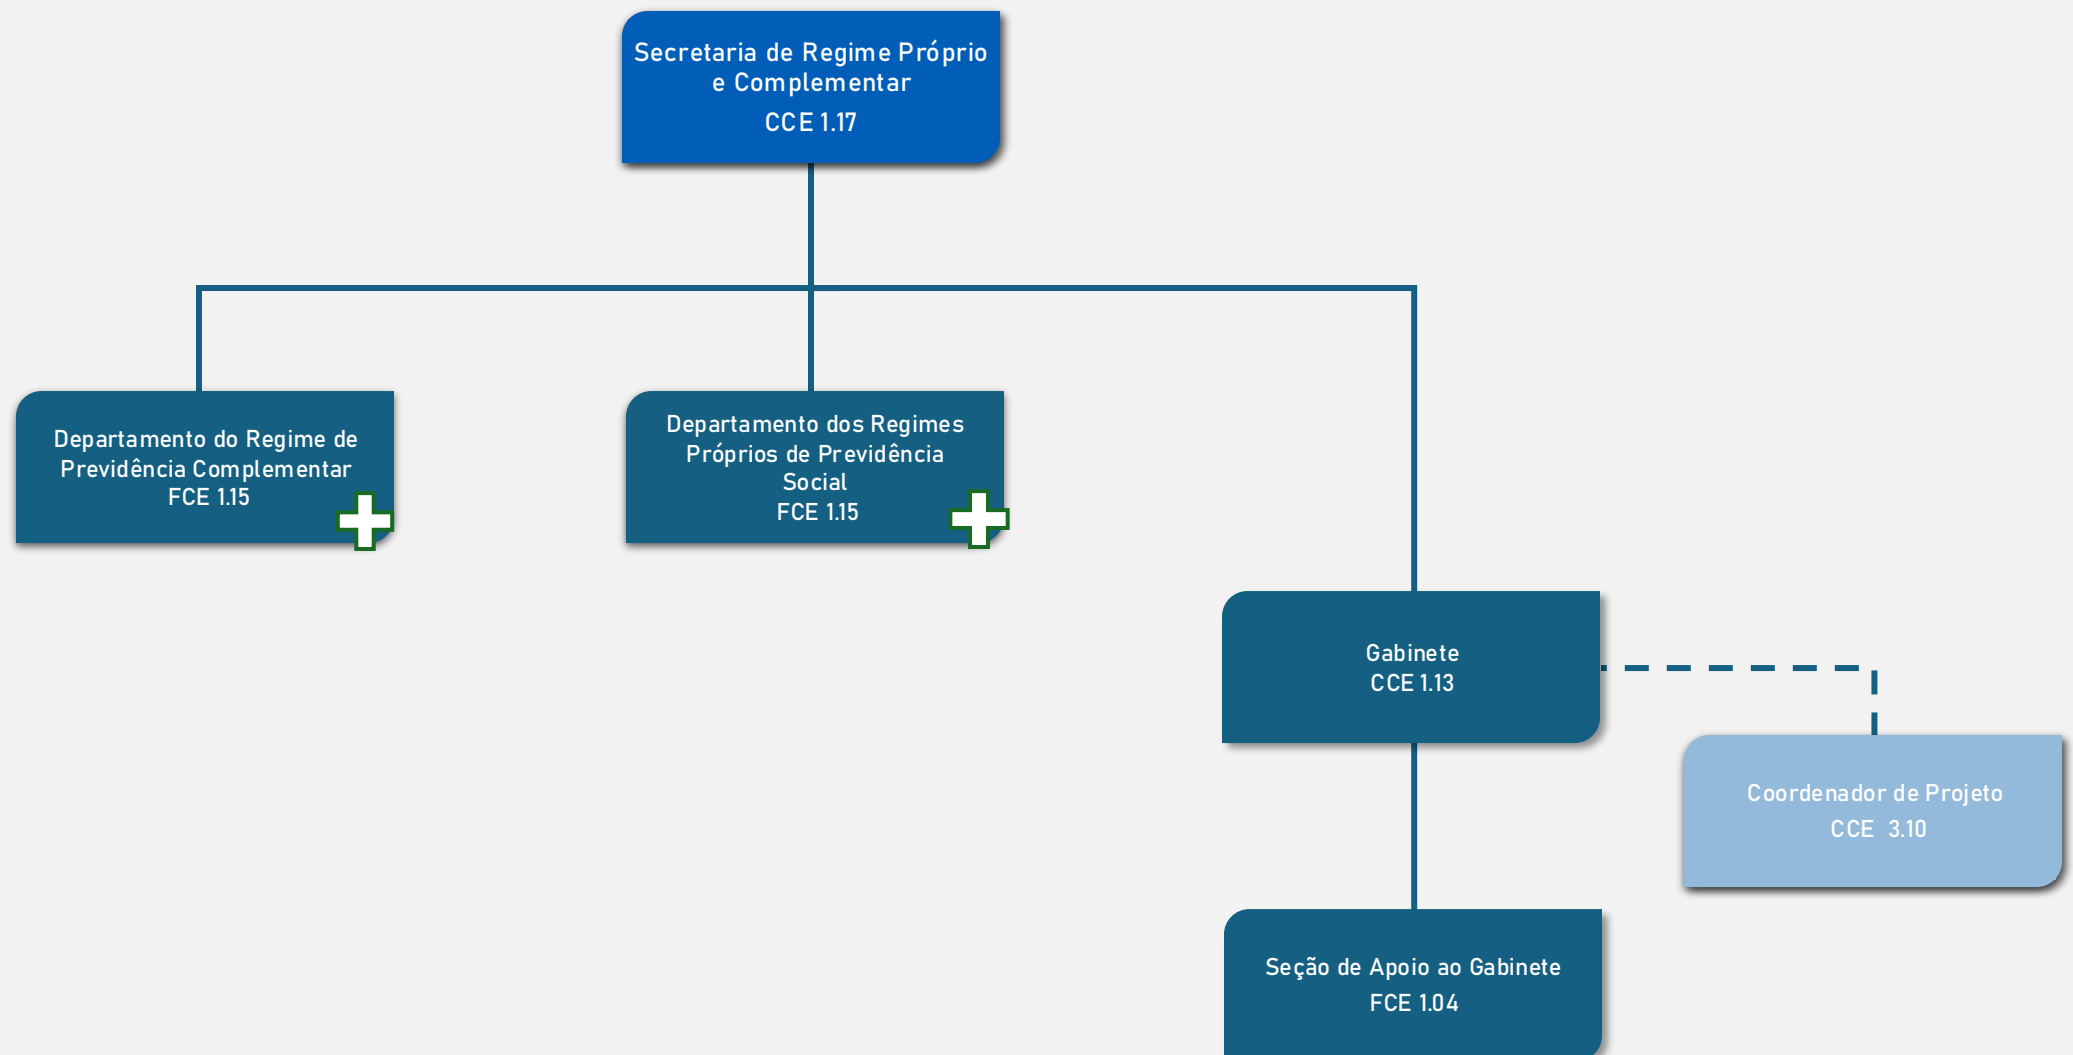 Secretaria de Regime Próprio
e Complementar
CCE 1.17
Departamento do Regime de
Previdência Complementar
FCE 1.15
Departamento dos Regimes
Próprios de Previdência
Social
FCE 1.15
Gabinete
CCE 1.13
Coordenador de Projeto
CCE 3.10
Seção de Apoio ao Gabinete
FCE 1.04